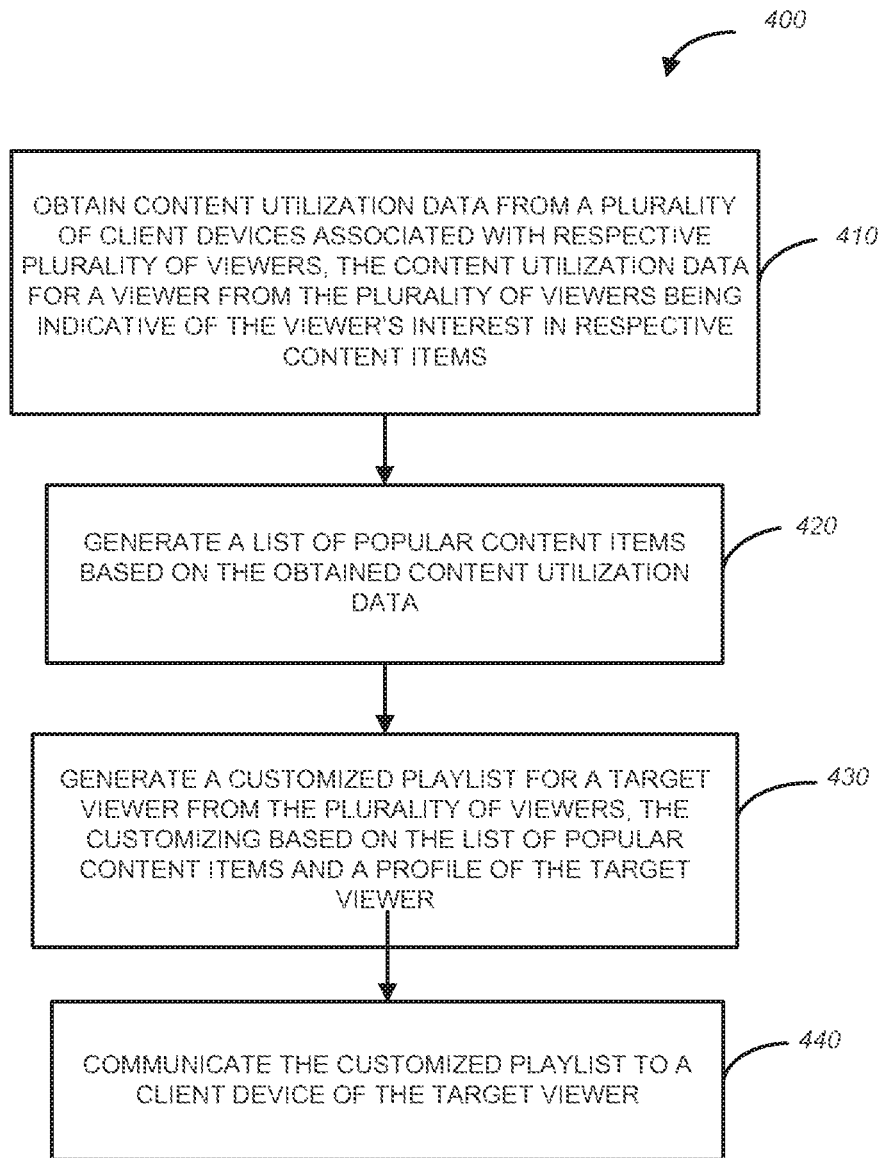 400
OBTAIN CONTENT UTILIZATION DATA FROM A PLURALITY
OF CLIENT DEVICES ASSOCIATED WITH RESPECTIVE
PLURALITY OF VIEWERS, THE CONTENT UTILIZATION DATA
FOR A VIEWER FROM THE PLURALITY OF VIEWERS BEING
INDICATIVE OF THE VIEWER'S INTEREST IN RESPECTIVE
CONTENT ITEMS
410
GENERATE A LIST OF POPULAR CONTENT ITEMS
BASED ON THE OBTAINED CONTENT UTILIZATION
DATA
420
GENERATE A CUSTOMIZED PLAYLIST FOR A TARGET
VIEWER FROM THE PLURALITY OF VIEWERS, THE
CUSTOMIZING BASED ON THE LIST OF POPULAR
CONTENT ITEMS AND A PROFILE OF THE TARGET
VIEWER
430
COMMUNICATE THE CUSTOMIZED PLAYLIST TO A
CLIENT DEVICE OF THE TARGET VIEWER
440